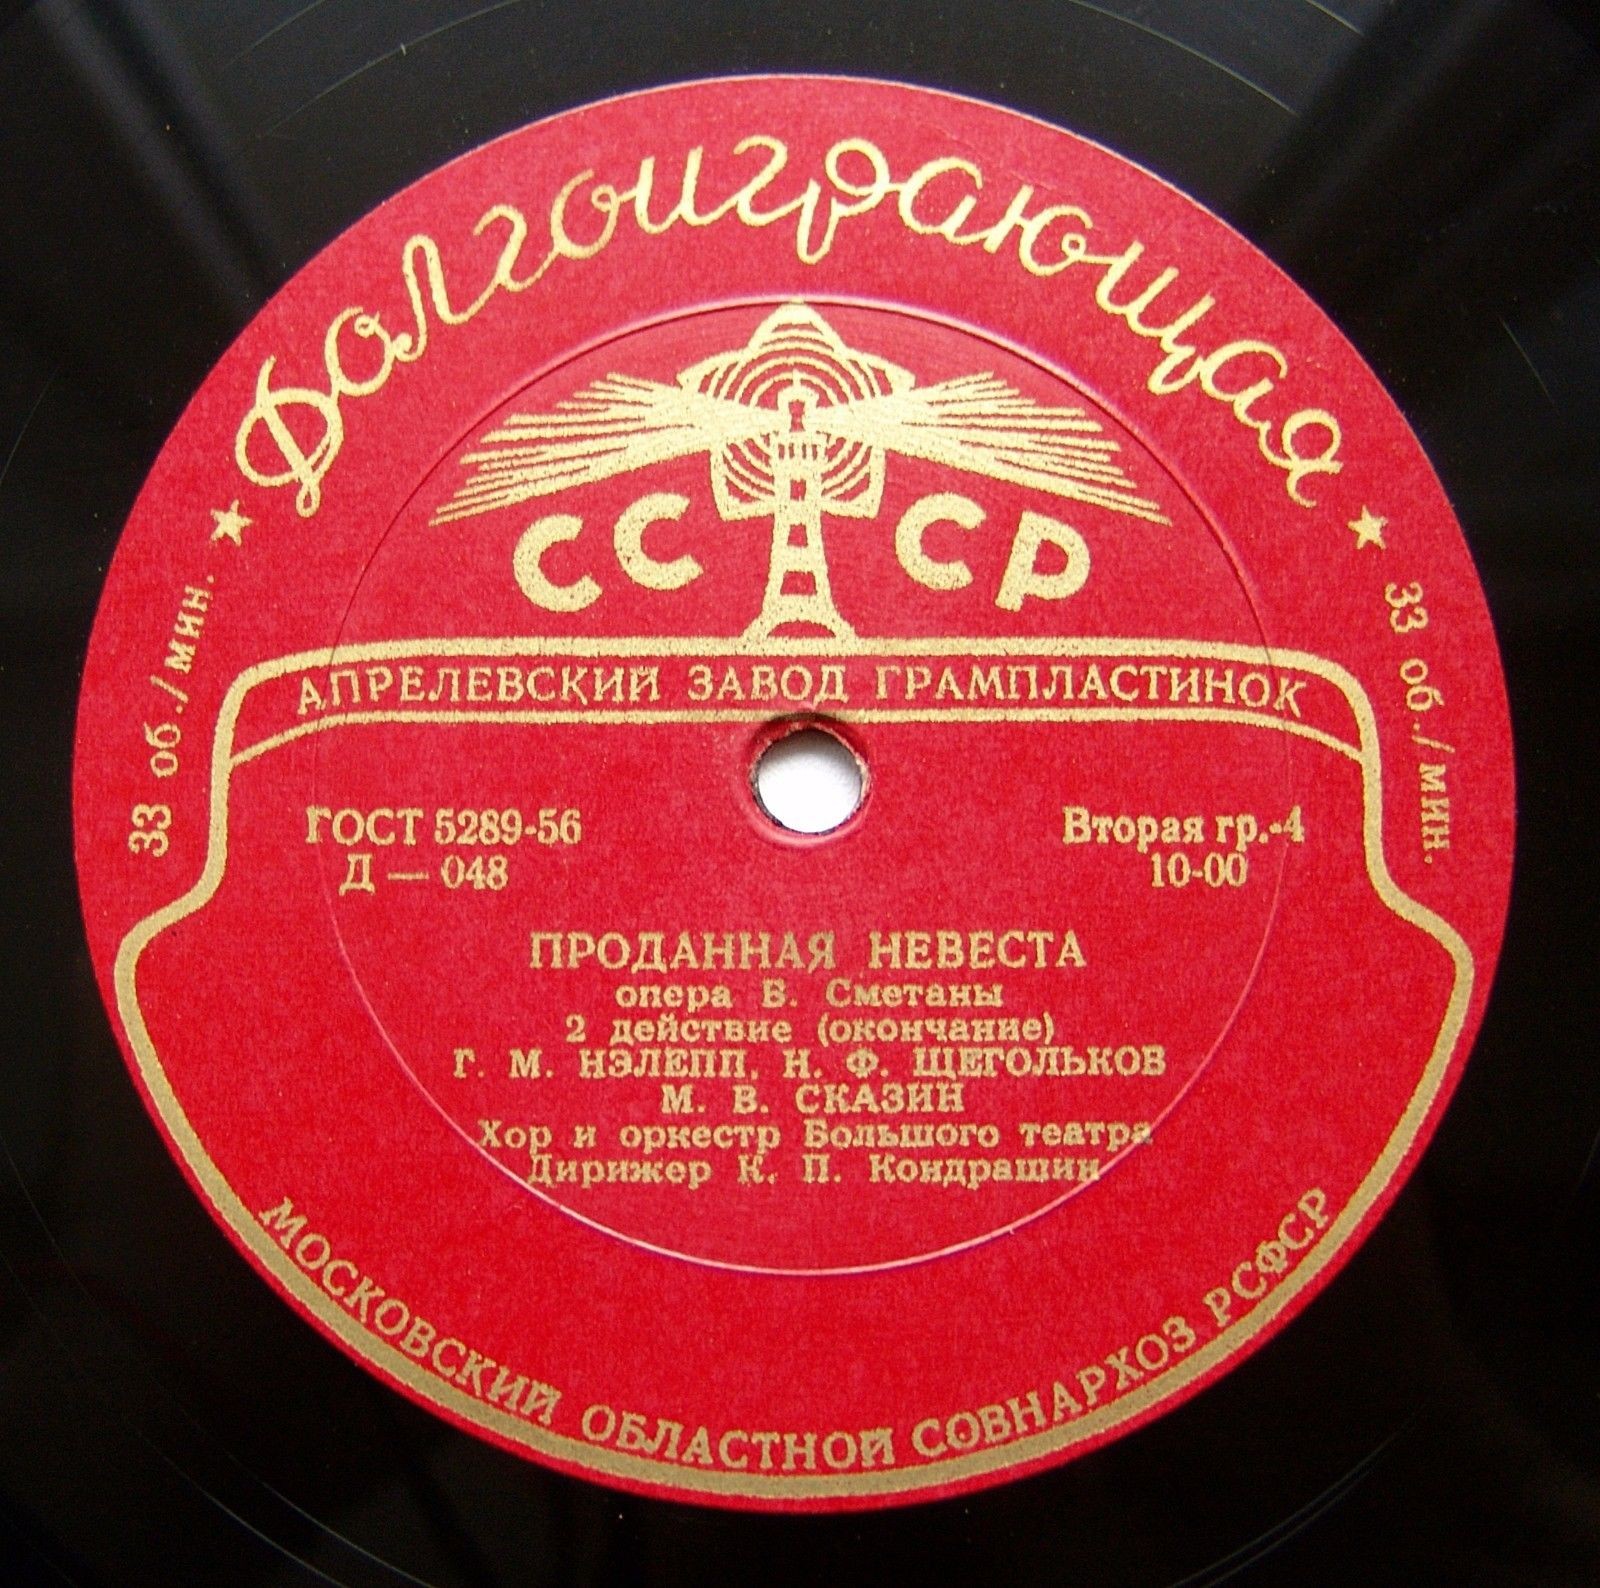 Долгоиграющая
★ 33 об./мин.
★ 33 об./мин.
СССР
АПРЕЛЕВСКИЙ ЗАВОД ГРАМПЛАСТИНОК
ГОСТ 5289-56
Д — 048
Вторая гр.-4
10-00
ПРОДАННАЯ НЕВЕСТА
опера Б. Сметаны
2 действие (окончание)
Г. М. НЭЛЕПП, Н. Ф. ЩЕГОЛЬКОВ
М. В. СКАЗИН
Хор и оркестр Большого театра
Дирижер К. П. Кондрашин
МОСКОВСКИЙ ОБЛАСТНОЙ СОВНАРХОЗ РСФСР